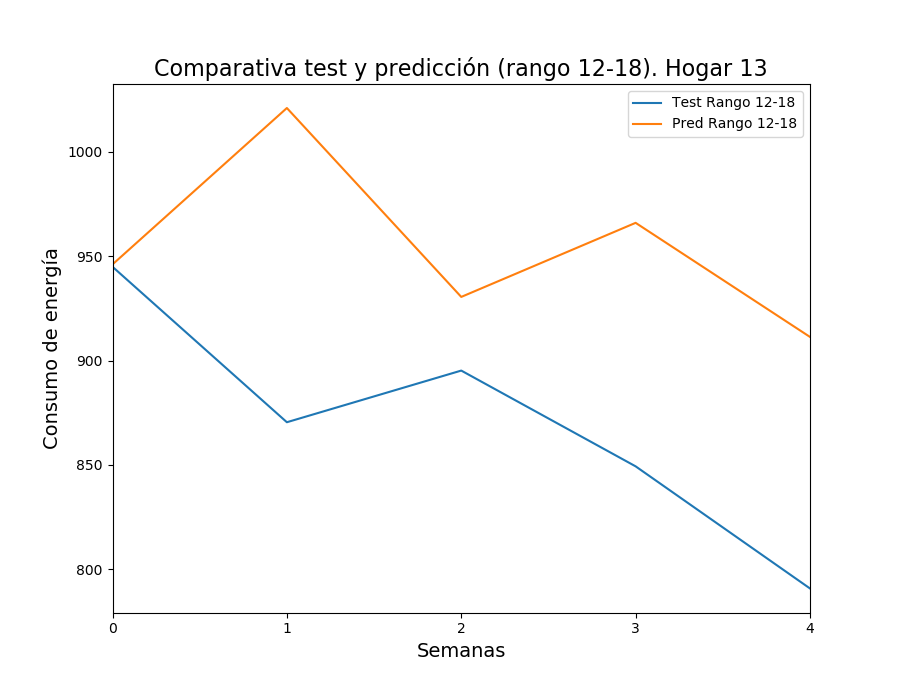 Comparativa test y predicción (rango 12-18). Hogar 13
Test Rango 12-18
Pred Rango 12-18
1000
950
900
850
800
Consumo de energía
0 1 2 3 4
Semanas